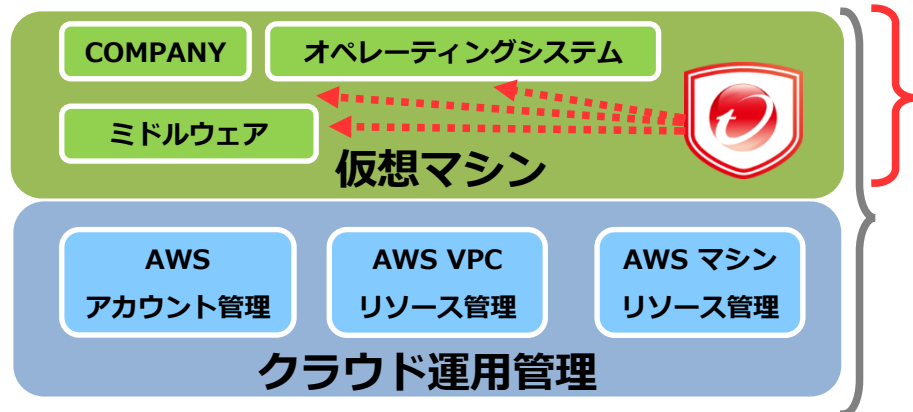 COMPANY
オペレーティングシステム
ミドルウェア
仮想マシン
AWS
アカウント管理
AWS VPC
リソース管理
AWS マシン
リソース管理
クラウド運用管理